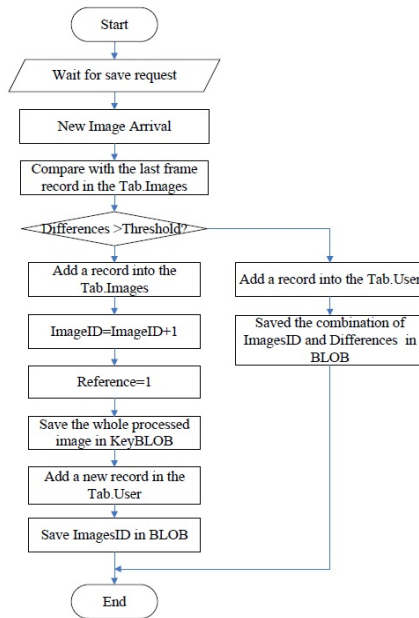 Start
Wait for save request
New Image Arrival
Compare with the last frame
record in the Tab.Images
Differences >Threshold?
Add a record into the
Tab.Images
ImageID=ImageID+1
Reference=1
Save the whole processed
image in KeyBLOB
Add a new record in the
Tab.User
Save ImagesID in BLOB
Add a record into the Tab.User
Saved the combination of
ImagesID and Differences in
BLOB
End